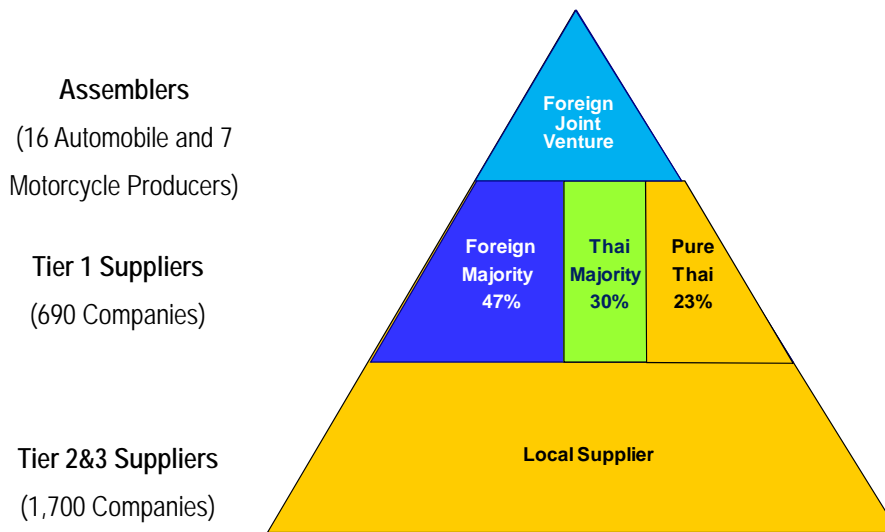 Assemblers
(16 Automobile and 7
Motorcycle Producers)
Foreign
Joint
Venture
Tier 1 Suppliers
(690 Companies)
Foreign
Majority
47%
Thai
Majority
30%
Pure
Thai
23%
Tier 2&3 Suppliers
(1,700 Companies)
Local Supplier